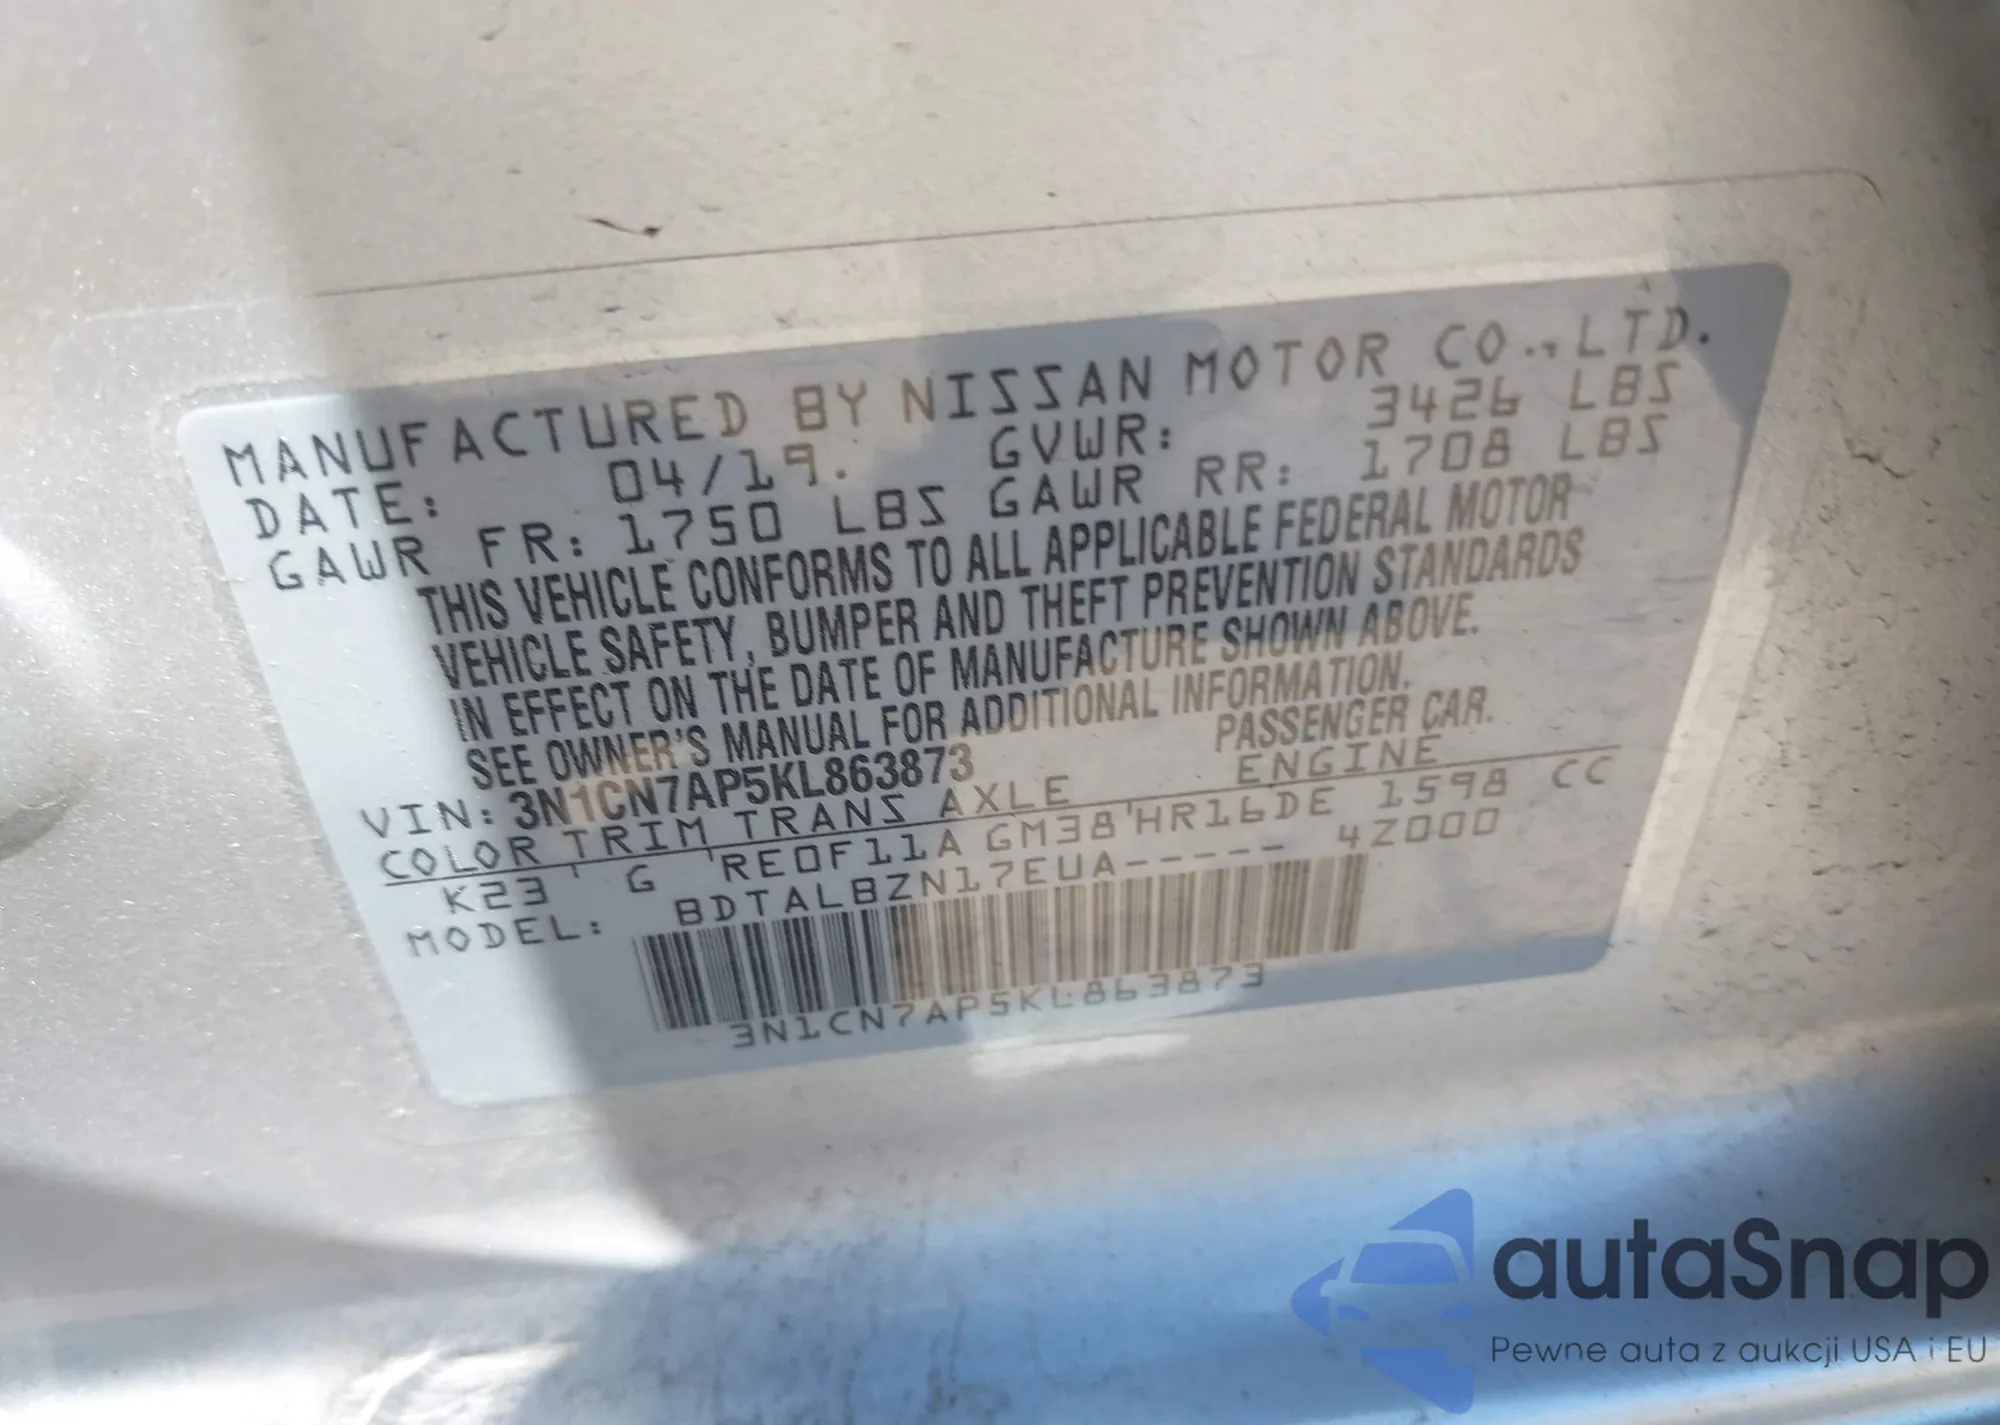 MANUFACTURED BY NISSAN MOTOR CO.,LTD.
DATE: 04/19. GVWR: 3426 LBS
GAWR FR: 1750 LBS GAWR RR: 1708 LBS
THIS VEHICLE CONFORMS TO ALL APPLICABLE FEDERAL MOTOR
VEHICLE SAFETY, BUMPER AND THEFT PREVENTION STANDARDS
IN EFFECT ON THE DATE OF MANUFACTURE SHOWN ABOVE.
SEE OWNER'S MANUAL FOR ADDITIONAL INFORMATION.
VIN: 3N1CN7AP5KL863873 PASSENGER CAR.
COLOR TRIM TRANS AXLE ENGINE
K23 G RE0F11A GM38 HR16DE 1598 CC
MODEL: BDTALBZN17EUA----- 4Z000
3N1CN7AP5KL863873
autaSnap
Pewne auta z aukcji USA i EU